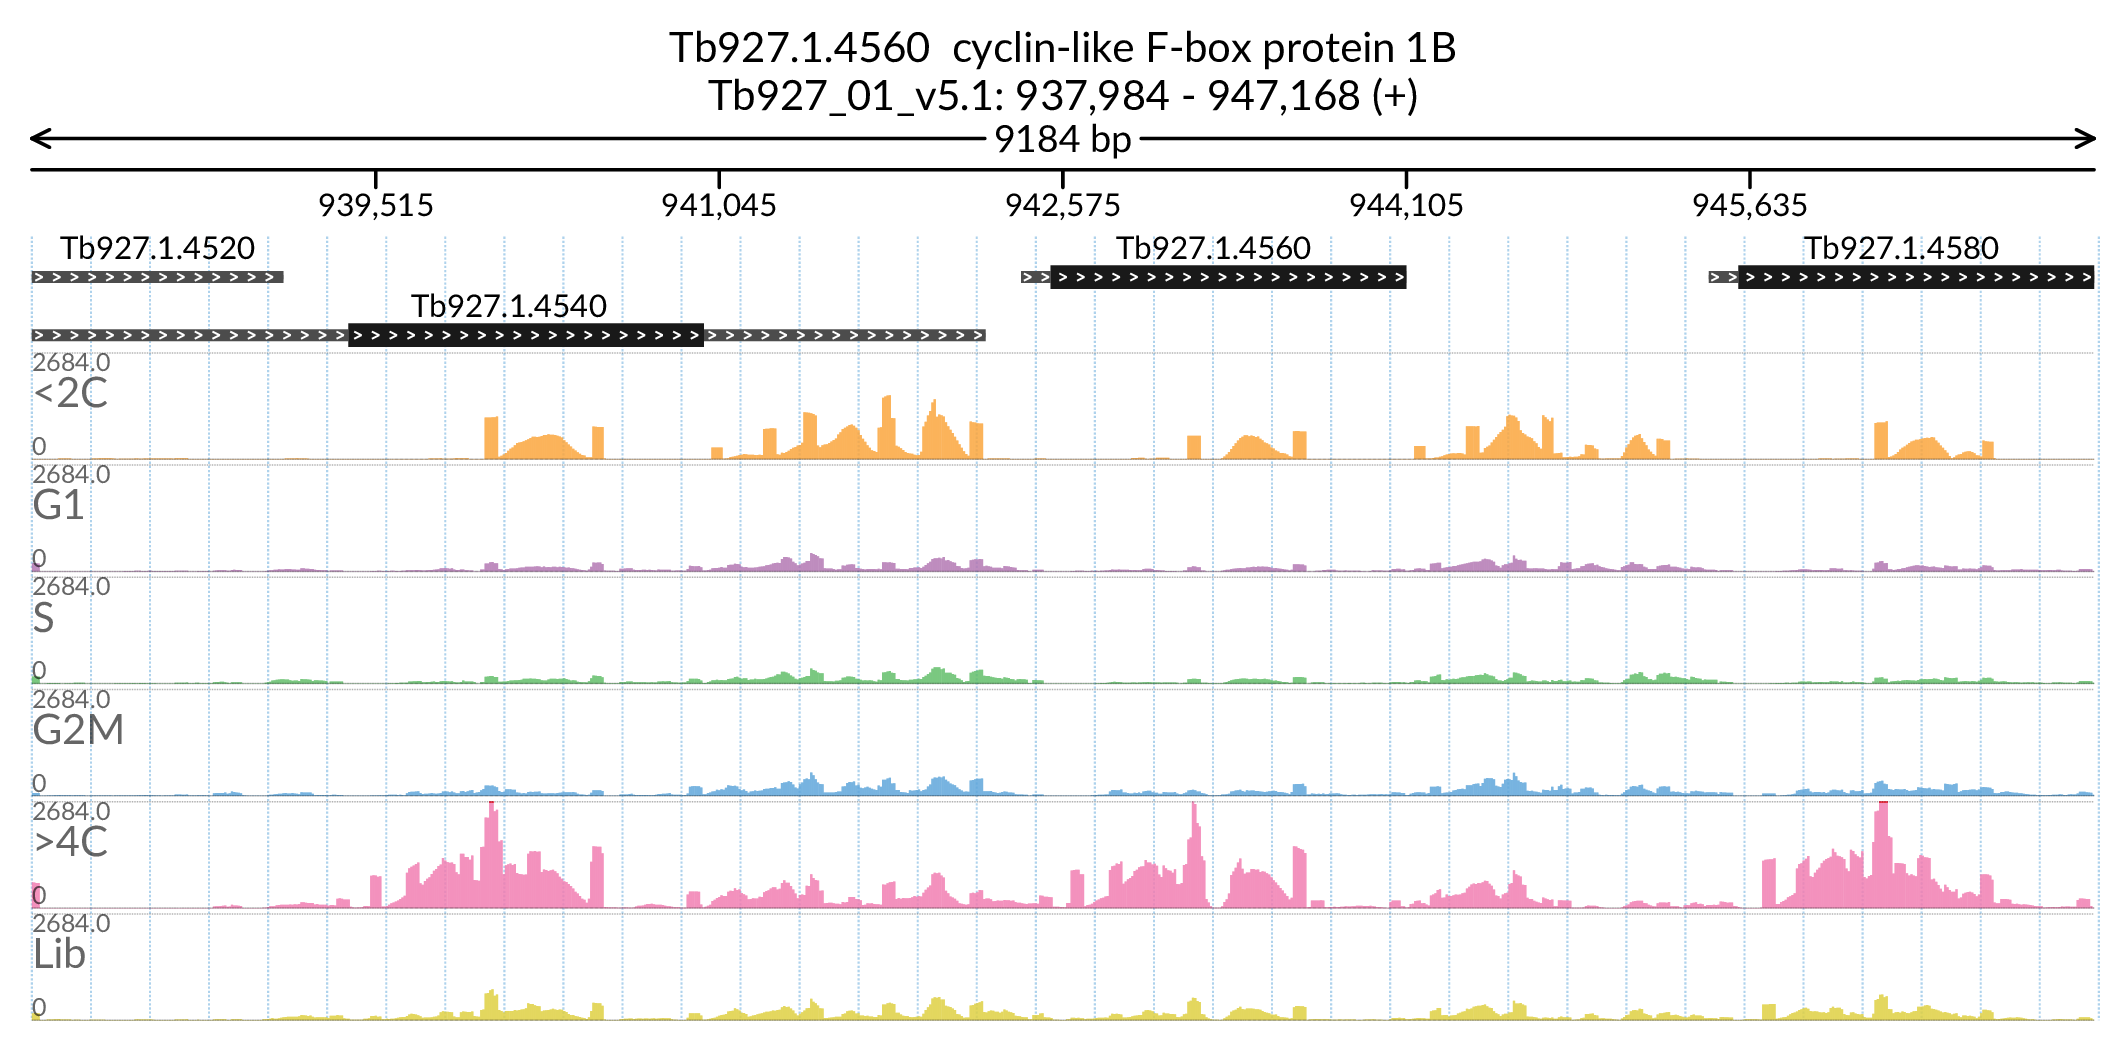 Tb927.1.4560  cyclin-like F-box protein 1B
Tb927_01_v5.1: 937,984 - 947,168 (+)
9184 bp
939,515 941,045 942,575 944,105 945,635
Tb927.1.4520 Tb927.1.4560 Tb927.1.4580
Tb927.1.4540
2684.0
<2C
0
2684.0
G1
0
2684.0
S
0
2684.0
G2M
0
2684.0
>4C
0
2684.0
Lib
0